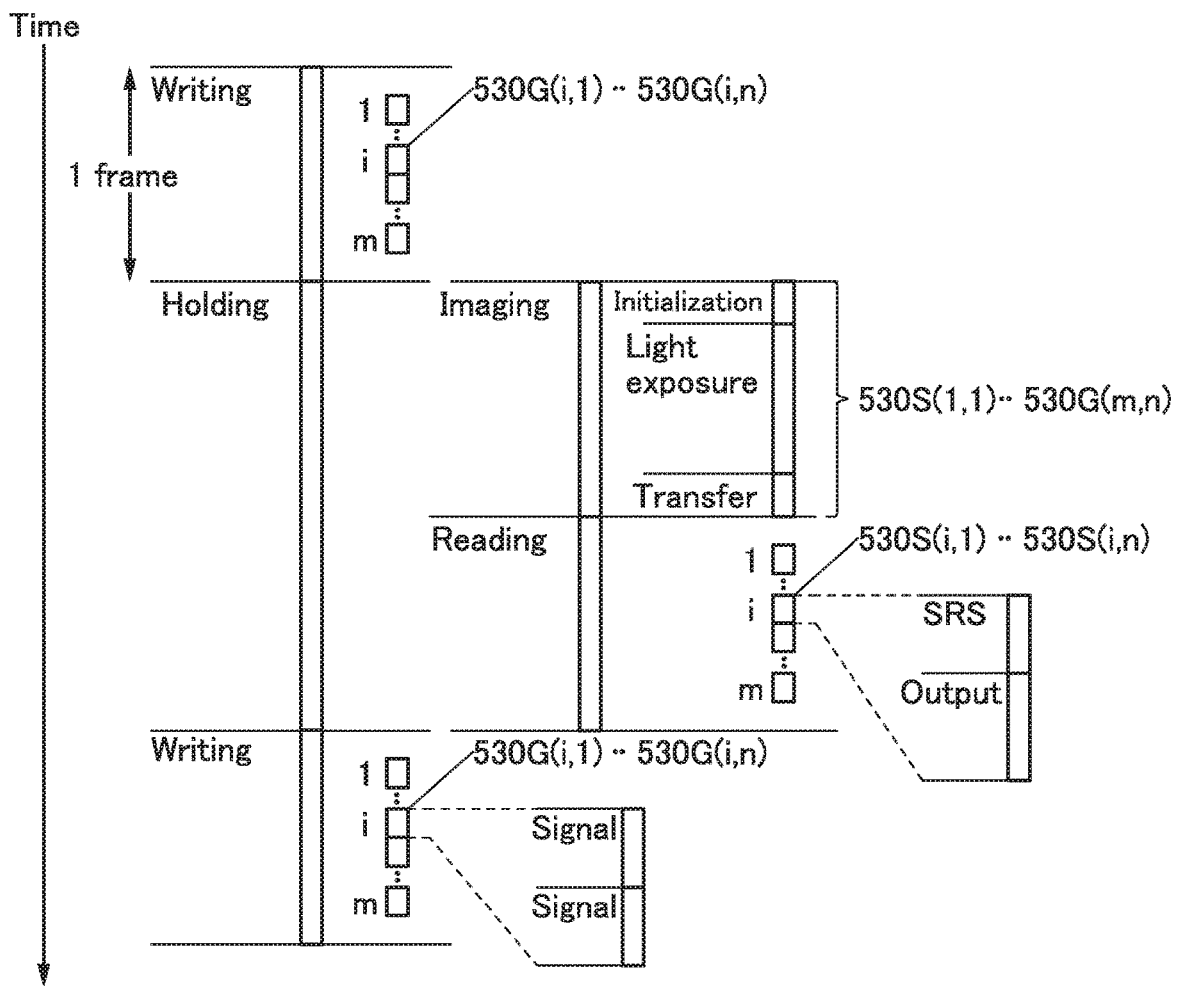 Time
Writing
530G(i,1) ·· 530G(i,n)
1
i
1 frame
m
Holding
Imaging
Initialization
Light
exposure
530S(1,1)·· 530G(m,n)
Transfer
Reading
530S(i,1) ·· 530S(i,n)
1
i
SRS
m
Output
Writing
530G(i,1) ·· 530G(i,n)
1
i
Signal
m
Signal